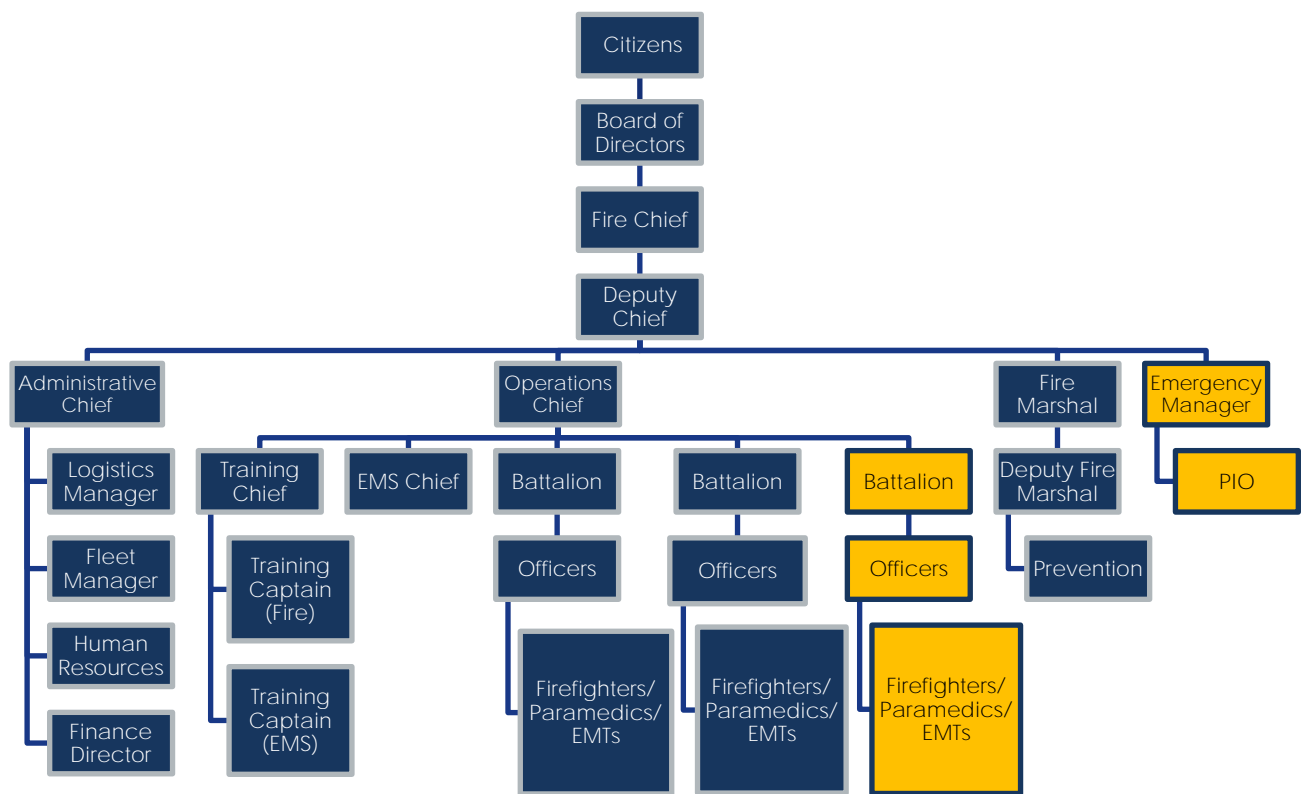 Citizens
Board of
Directors
Fire Chief
Deputy
Chief
Administrative
Chief
Operations
Chief
Fire
Marshal
Emergency
Manager
Logistics
Manager
Training
Chief
EMS Chief
Battalion
Battalion
Battalion
Deputy Fire
Marshal
PIO
Fleet
Manager
Training
Captain
(Fire)
Officers
Officers
Officers
Prevention
Human
Resources
Training
Captain
(EMS)
Firefighters/
Paramedics/
EMTs
Firefighters/
Paramedics/
EMTs
Firefighters/
Paramedics/
EMTs
Finance
Director